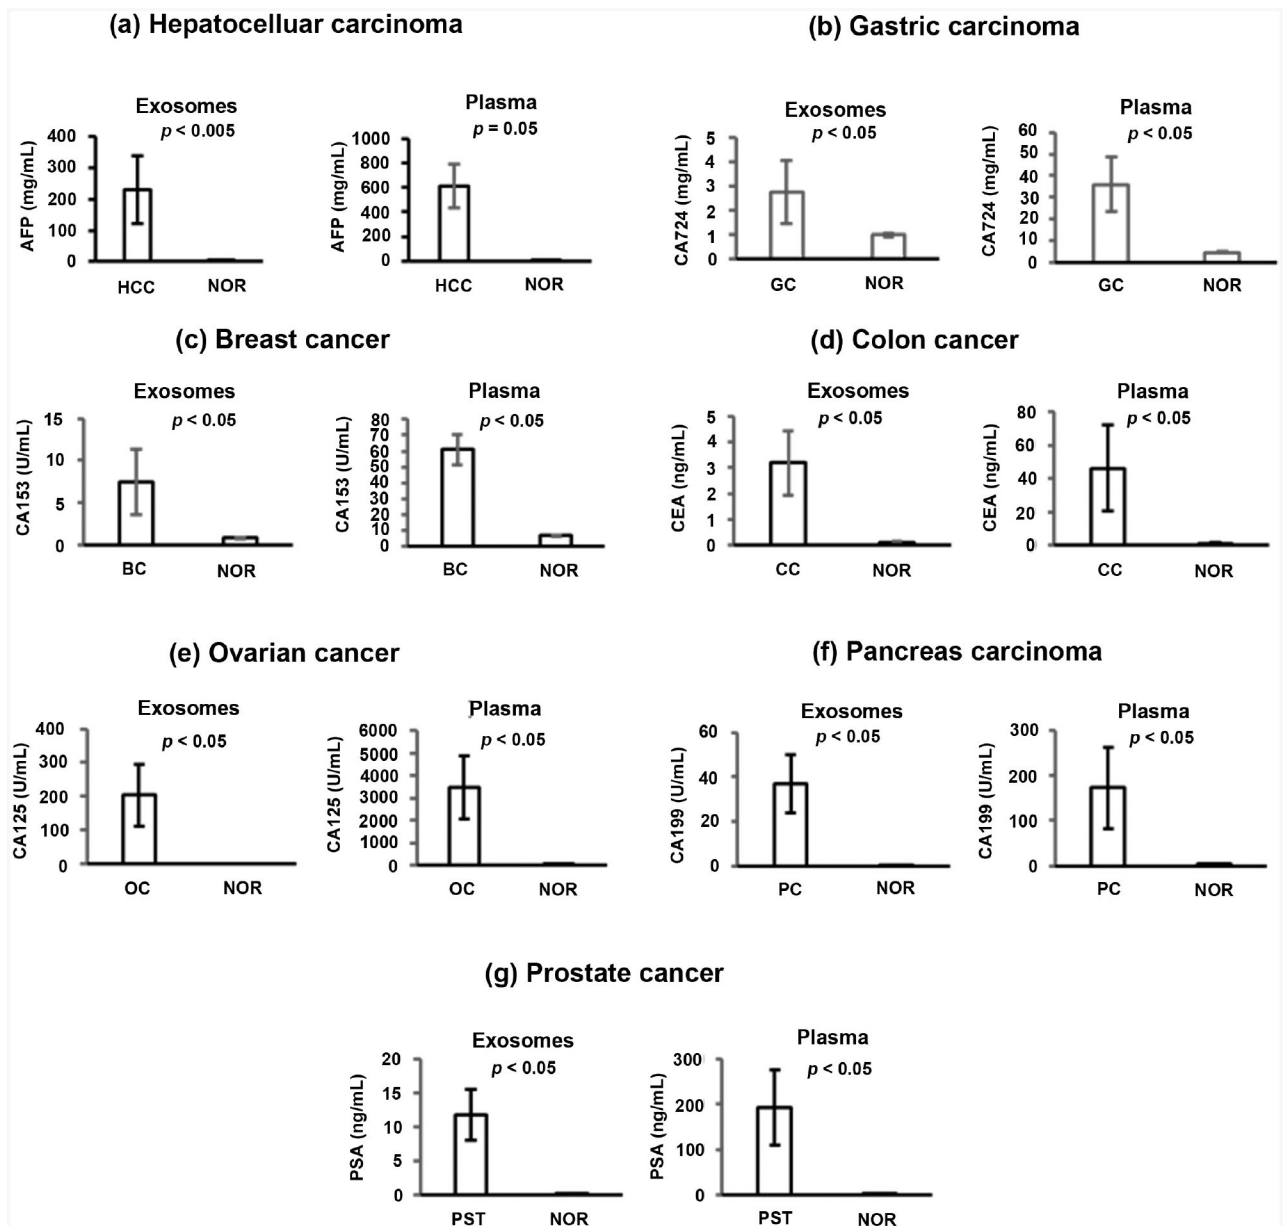 (a) Hepatocelluar carcinoma
Exosomes
p < 0.005
AFP (mg/mL)
400
300
200
100
0
HCC NOR
Plasma
p = 0.05
AFP (mg/mL)
1000
800
600
400
200
0
HCC NOR
(b) Gastric carcinoma
Exosomes
p < 0.05
CA724 (mg/mL)
5
4
3
2
1
0
GC NOR
Plasma
p < 0.05
CA724 (mg/mL)
60
50
40
30
20
10
0
GC NOR
(c) Breast cancer
Exosomes
p < 0.05
CA153 (U/mL)
15
10
5
0
BC NOR
Plasma
p < 0.05
CA153 (U/mL)
80
70
60
50
40
30
20
10
0
BC NOR
(d) Colon cancer
Exosomes
p < 0.05
CEA (ng/mL)
5
4
3
2
1
0
CC NOR
Plasma
p < 0.05
CEA (ng/mL)
80
60
40
20
0
CC NOR
(e) Ovarian cancer
Exosomes
p < 0.05
CA125 (U/mL)
400
300
200
100
0
OC NOR
Plasma
p < 0.05
CA125 (U/mL)
6000
5000
4000
3000
2000
1000
0
OC NOR
(f) Pancreas carcinoma
Exosomes
p < 0.05
CA199 (U/mL)
60
40
20
0
PC NOR
Plasma
p < 0.05
CA199 (U/mL)
300
200
100
0
PC NOR
(g) Prostate cancer
Exosomes
p < 0.05
PSA (ng/mL)
20
15
10
5
0
PST NOR
Plasma
p < 0.05
PSA (ng/mL)
300
200
100
0
PST NOR